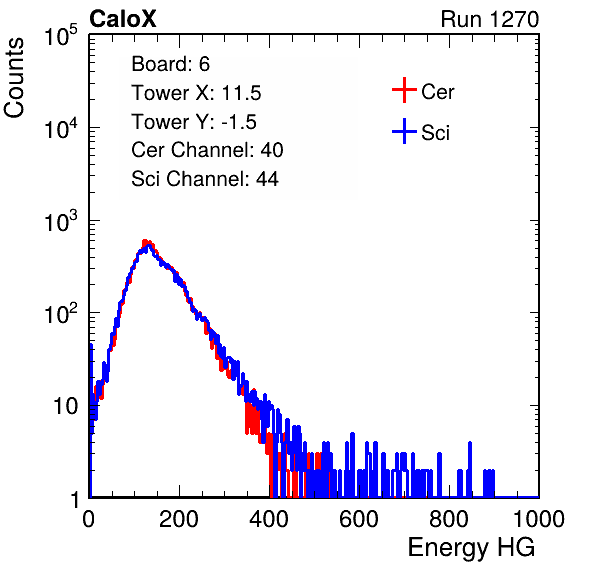 CaloX Run 1270
Board: 6
Tower X: 11.5
Tower Y: -1.5
Cer Channel: 40
Sci Channel: 44
Cer
Sci
Counts
10^5
10^4
10^3
10^2
10
1
0 200 400 600 800 1000
Energy HG